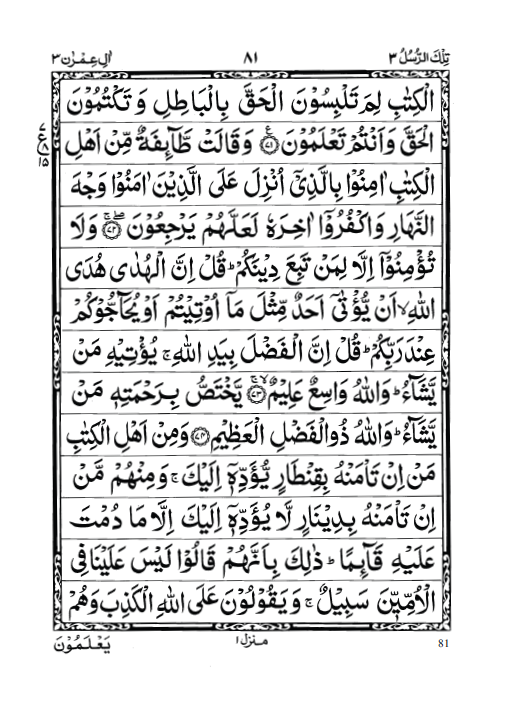 تِلْكَ الرُّسُلُ ٣ ٨١ اٰلِ عِمْرٰن ٣
الْكِتٰبِ لِمَ تَلْبِسُوْنَ الْحَقَّ بِالْبَاطِلِ وَ تَكْتُمُوْنَ
الْحَقَّ وَاَنْتُمْ تَعْلَمُوْنَ ﴿٧١﴾ وَقَالَتْ طَّآئِفَةٌ مِّنْ اَهْلِ
الْكِتٰبِ اٰمِنُوْا بِالَّذِيْٓ اُنْزِلَ عَلَى الَّذِيْنَ اٰمَنُوْا وَجْهَ
النَّهَارِ وَاكْفُرُوْٓا اٰخِرَهٗ لَعَلَّهُمْ يَرْجِعُوْنَ ﴿٧٢﴾ وَلَا
تُؤْمِنُوْٓا اِلَّا لِمَنْ تَبِعَ دِيْنَكُمْ ؕ قُلْ اِنَّ الْهُدٰى هُدَى
اللّٰهِ ۙ اَنْ يُّؤْتٰٓى اَحَدٌ مِّثْلَ مَآ اُوْتِيْتُمْ اَوْ يُحَآجُّوْكُمْ
عِنْدَ رَبِّكُمْ ؕ قُلْ اِنَّ الْفَضْلَ بِيَدِ اللّٰهِ ۚ يُؤْتِيْهِ مَنْ
يَّشَآءُ ؕ وَاللّٰهُ وَاسِعٌ عَلِيْمٌ ﴿٧٣﴾ يَّخْتَصُّ بِرَحْمَتِهٖ مَنْ
يَّشَآءُ ؕ وَاللّٰهُ ذُوالْفَضْلِ الْعَظِيْمِ ﴿٧٤﴾ وَمِنْ اَهْلِ الْكِتٰبِ
مَنْ اِنْ تَاْمَنْهُ بِقِنْطَارٍ يُّؤَدِّهٖٓ اِلَيْكَ ۚ وَمِنْهُمْ مَّنْ
اِنْ تَاْمَنْهُ بِدِيْنَارٍ لَّا يُؤَدِّهٖٓ اِلَيْكَ اِلَّا مَا دُمْتَ
عَلَيْهِ قَآئِمًا ؕ ذٰلِكَ بِاَنَّهُمْ قَالُوْا لَيْسَ عَلَيْنَا فِى
الْاُمِّيّٖنَ سَبِيْلٌ ۚ وَ يَقُوْلُوْنَ عَلَى اللّٰهِ الْكَذِبَ وَهُمْ
منزل ١
يَعْلَمُوْنَ
81